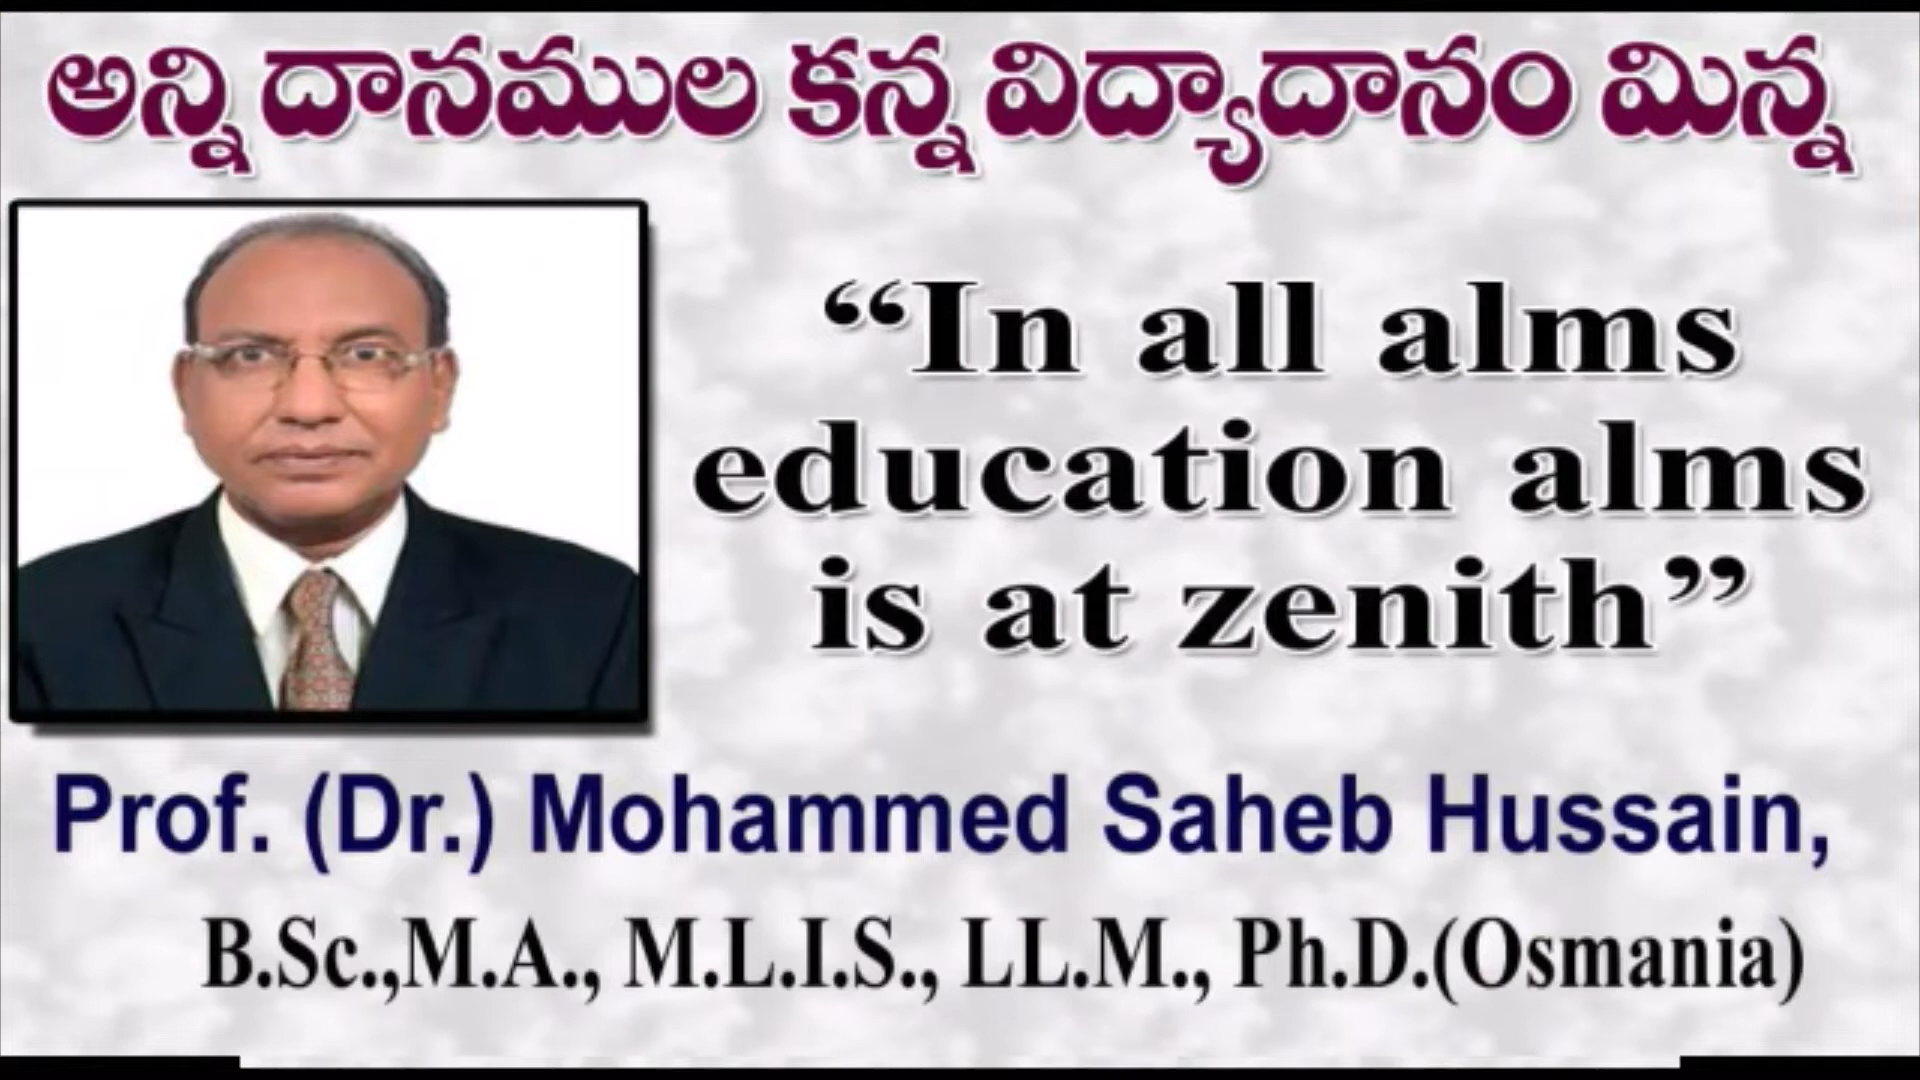 అన్ని దానముల కన్న విద్యాదానం మిన్న
“In all alms
education alms
is at zenith”
Prof. (Dr.) Mohammed Saheb Hussain,
B.Sc.,M.A., M.L.I.S., LL.M., Ph.D.(Osmania)